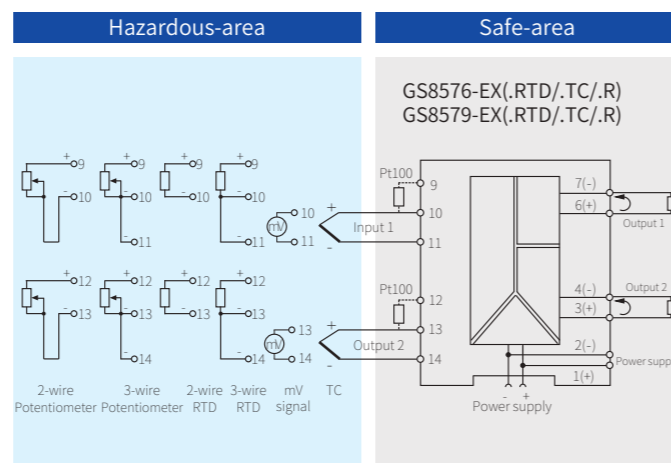 Hazardous-area
Safe-area
GS8576-EX(.RTD/.TC/.R)
GS8579-EX(.RTD/.TC/.R)
+ 9 + 9 + 9 + 9
- 10 - 10 - 10 - 10
- 11 - 11
mV 10
11
+
Input 1
-
Pt100
9
10
11
7(-)
6(+)
Output 1
+ 12 + 12 + 12 + 12
- 13 - 13 - 13 - 13
- 14 - 14
mV 13
14
+
Output 2
-
Pt100
12
13
14
4(-)
3(+)
Output 2
2(-)
Power supp
1(+)
- +
Power supply
2-wire
Potentiometer
3-wire
Potentiometer
2-wire
RTD
3-wire
RTD
mV
signal
TC